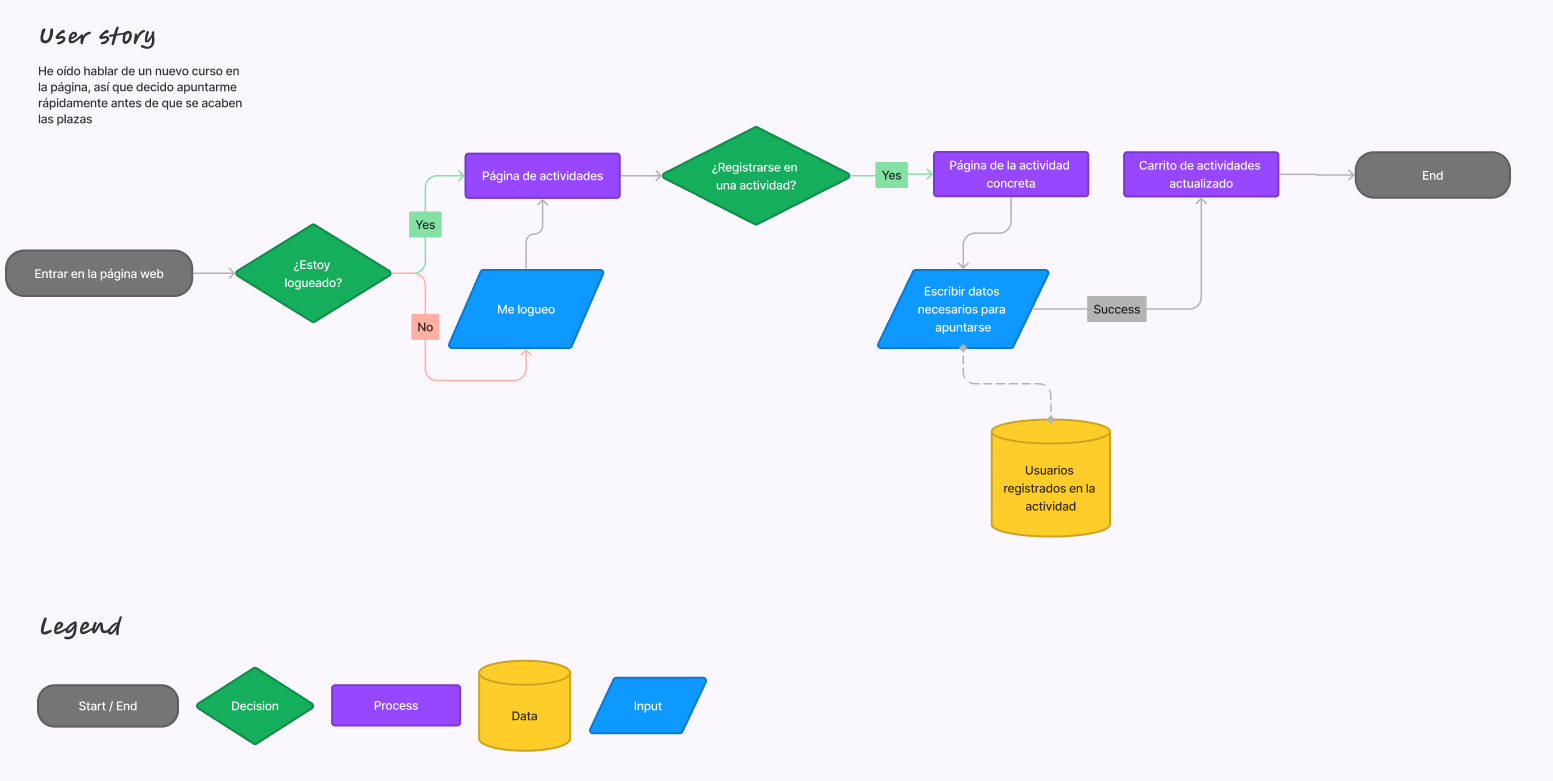 User story
He oído hablar de un nuevo curso en
la página, así que decido apuntarme
rápidamente antes de que se acaben
las plazas
Entrar en la página web
¿Estoy
logueado?
Yes
No
Página de actividades
Me logueo
¿Registrarse en
una actividad?
Yes
Página de la actividad
concreta
Escribir datos
necesarios para
apuntarse
Success
Usuarios
registrados en la
actividad
Carrito de actividades
actualizado
End
Legend
Start / End
Decision
Process
Data
Input